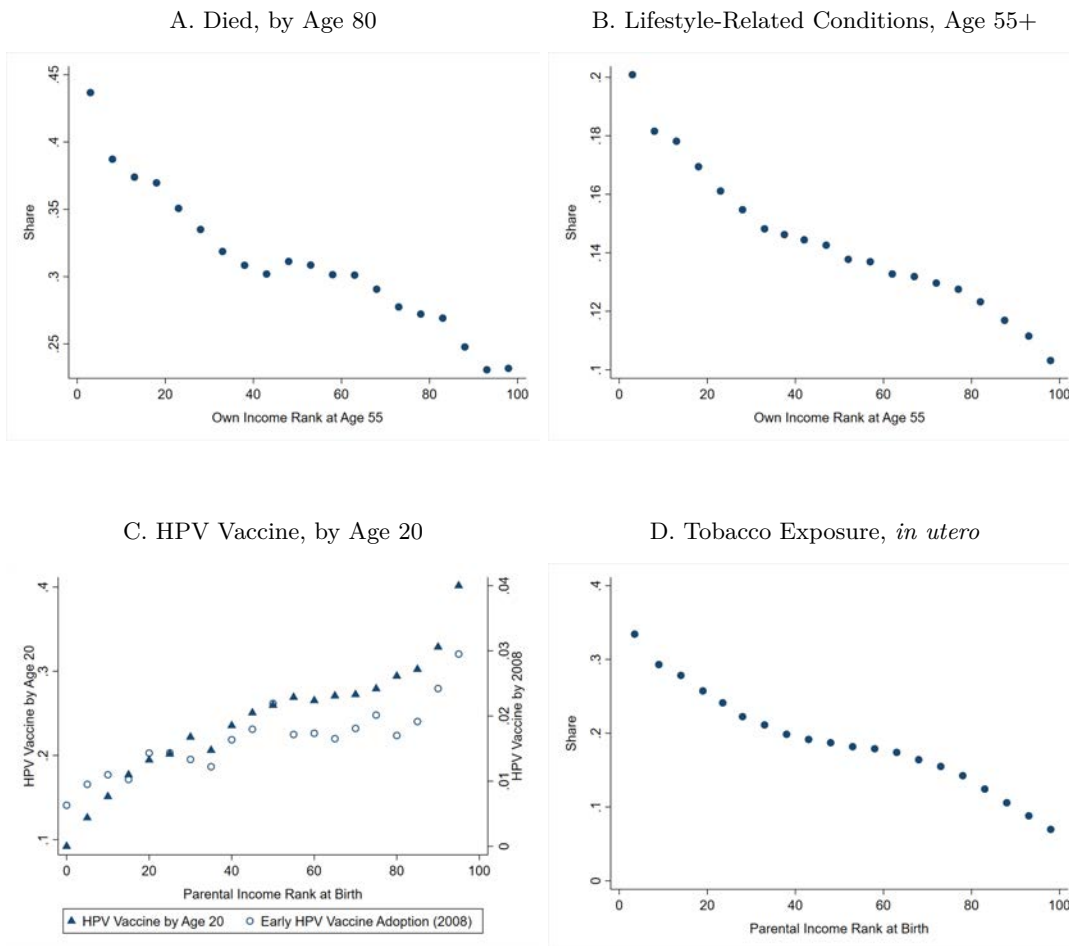 A. Died, by Age 80
.45
.4
.35
.3
.25
Share
0 20 40 60 80 100
Own Income Rank at Age 55
B. Lifestyle-Related Conditions, Age 55+
.2
.18
.16
.14
.12
.1
Share
0 20 40 60 80 100
Own Income Rank at Age 55
C. HPV Vaccine, by Age 20
.4
.3
.2
.1
HPV Vaccine by Age 20
.04
.03
.02
.01
0
HPV Vaccine by 2008
0 20 40 60 80 100
Parental Income Rank at Birth
HPV Vaccine by Age 20 Early HPV Vaccine Adoption (2008)
D. Tobacco Exposure, in utero
.4
.3
.2
.1
0
Share
0 20 40 60 80 100
Parental Income Rank at Birth